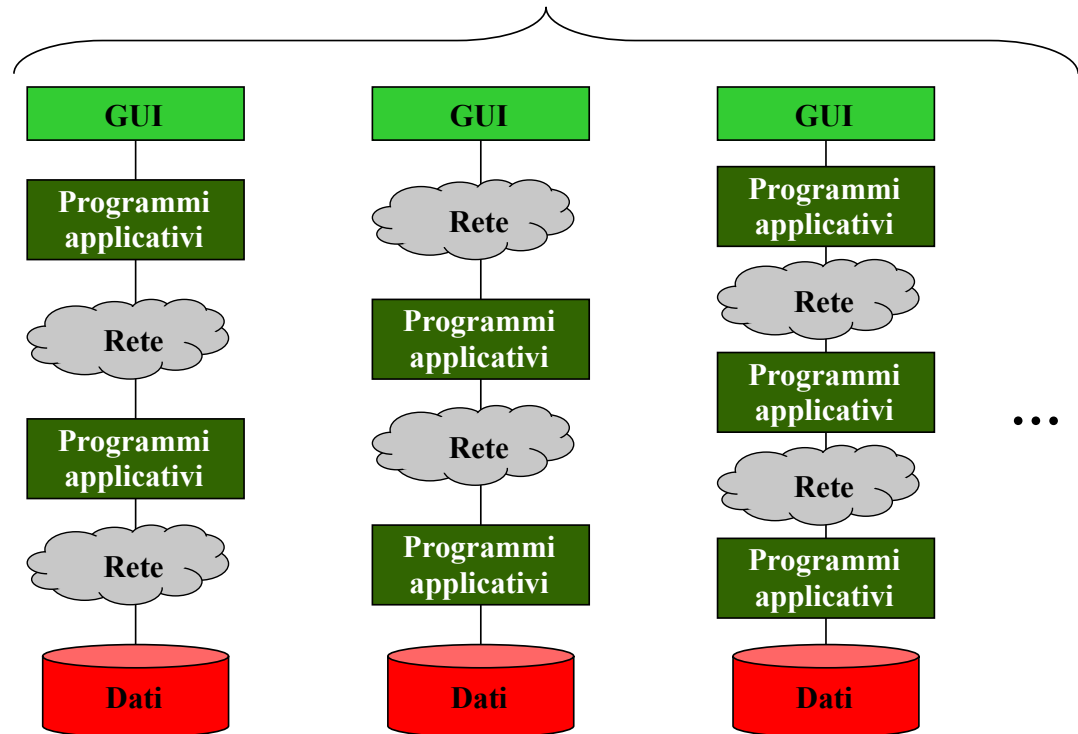 GUI
Programmi
applicativi
Rete
Programmi
applicativi
Rete
Dati
GUI
Rete
Programmi
applicativi
Rete
Programmi
applicativi
Dati
GUI
Programmi
applicativi
Rete
Programmi
applicativi
Rete
Programmi
applicativi
Dati
...